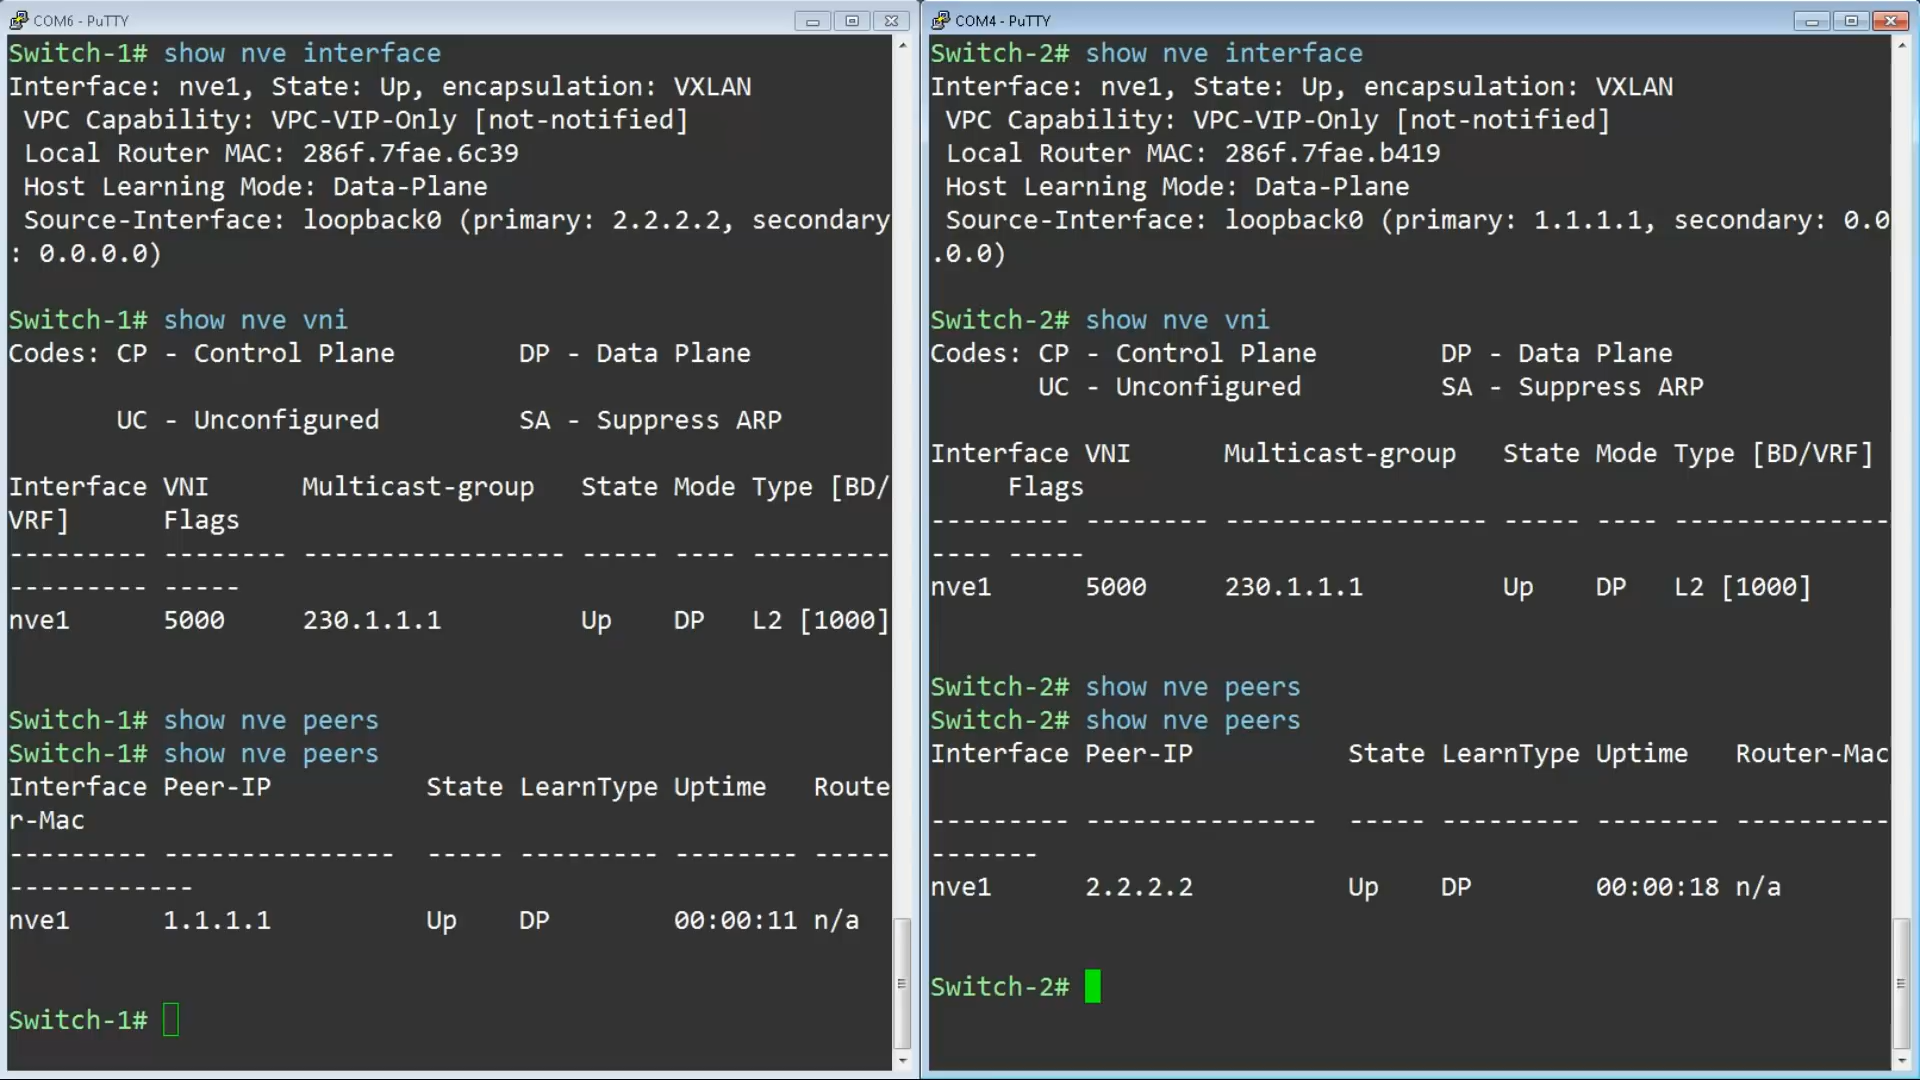 COM6 - PuTTY
Switch-1# show nve interface
Interface: nve1, State: Up, encapsulation: VXLAN
 VPC Capability: VPC-VIP-Only [not-notified]
 Local Router MAC: 286f.7fae.6c39
 Host Learning Mode: Data-Plane
 Source-Interface: loopback0 (primary: 2.2.2.2, secondary
: 0.0.0.0)
Switch-1# show nve vni
Codes: CP - Control Plane        DP - Data Plane
       UC - Unconfigured         SA - Suppress ARP
Interface VNI      Multicast-group   State Mode Type [BD/
VRF]      Flags
--------- -------- ----------------- ----- ---- ---------
--------- -----
nve1      5000     230.1.1.1         Up    DP   L2 [1000]
Switch-1# show nve peers
Switch-1# show nve peers
Interface Peer-IP          State LearnType Uptime   Route
r-Mac
--------- ---------------  ----- --------- -------- -----
------------
nve1      1.1.1.1          Up    DP        00:00:11 n/a
Switch-1#
COM4 - PuTTY
Switch-2# show nve interface
Interface: nve1, State: Up, encapsulation: VXLAN
 VPC Capability: VPC-VIP-Only [not-notified]
 Local Router MAC: 286f.7fae.b419
 Host Learning Mode: Data-Plane
 Source-Interface: loopback0 (primary: 1.1.1.1, secondary: 0.0
.0.0)
Switch-2# show nve vni
Codes: CP - Control Plane        DP - Data Plane
       UC - Unconfigured         SA - Suppress ARP
Interface VNI      Multicast-group   State Mode Type [BD/VRF]
     Flags
--------- -------- ----------------- ----- ---- --------------
---- -----
nve1      5000     230.1.1.1         Up    DP   L2 [1000]
Switch-2# show nve peers
Switch-2# show nve peers
Interface Peer-IP          State LearnType Uptime   Router-Mac
--------- ---------------  ----- --------- -------- ----------
-------
nve1      2.2.2.2          Up    DP        00:00:18 n/a
Switch-2#